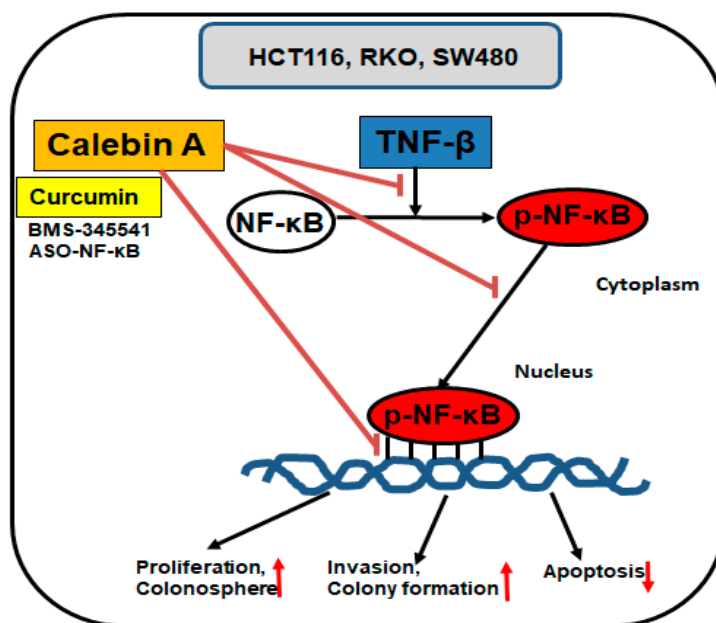 HCT116, RKO, SW480
Calebin A
TNF-β
Curcumin
BMS-345541
ASO-NF-κB
NF-κB
p-NF-κB
Cytoplasm
Nucleus
p-NF-κB
Proliferation,
Colonosphere
Invasion,
Colony formation
Apoptosis